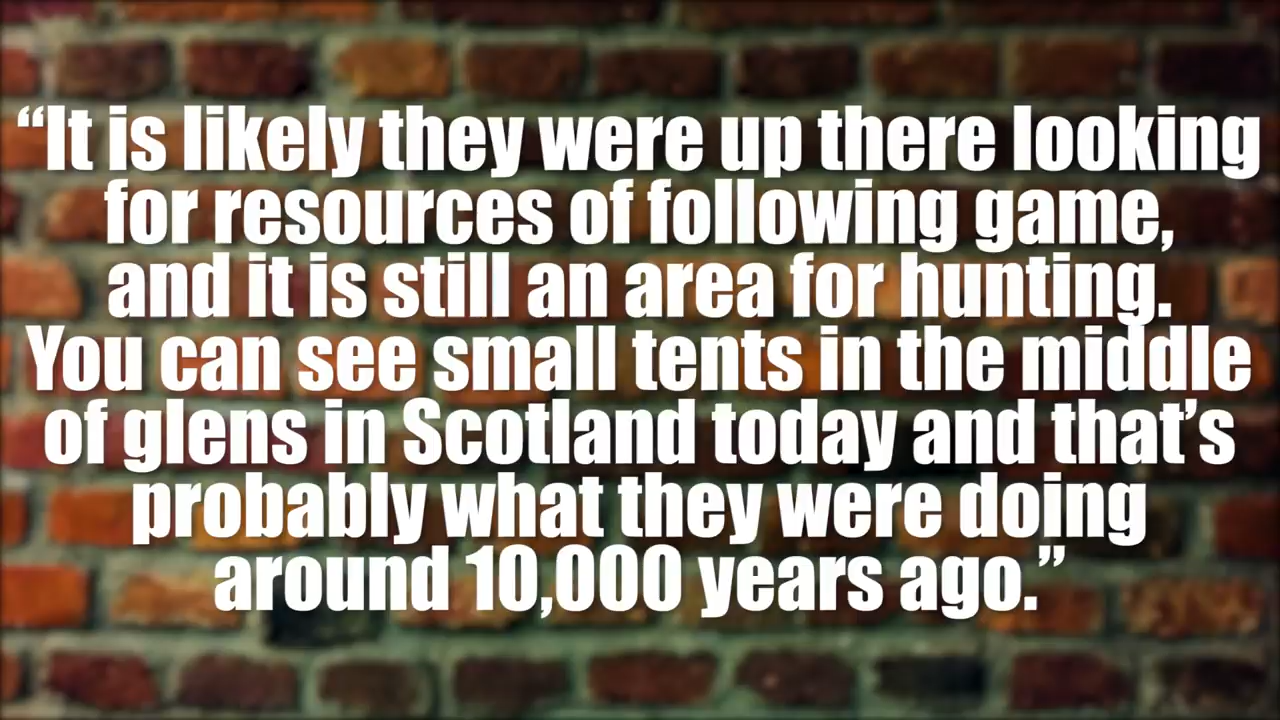 “It is likely they were up there looking
for resources of following game,
and it is still an area for hunting.
You can see small tents in the middle
of glens in Scotland today and that’s
probably what they were doing
around 10,000 years ago.”